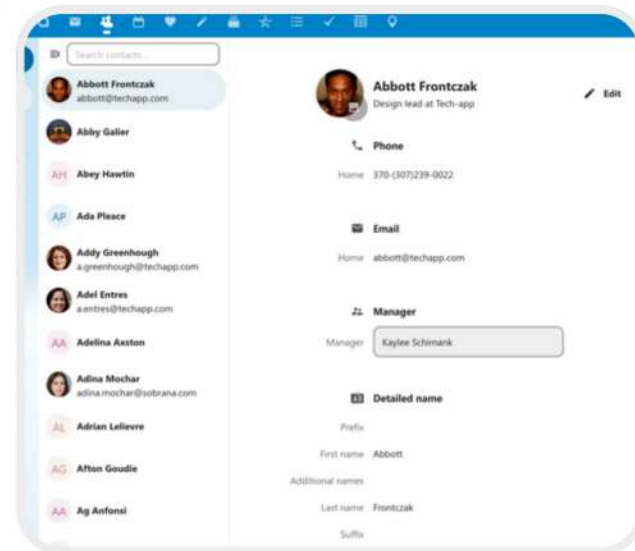 Search contacts ...
Abbott Frontczak
abbott@techapp.com
Abby Galier
AH Abey Hawtin
AP Ada Pleace
Addy Greenhough
a.greenhough@techapp.com
Adel Entres
a.entres@techapp.com
AA Adelina Axston
Adina Mochar
adina.mochar@sobrana.com
AL Adrian Lelievre
AG Afton Goudie
AA Ag Anfonsi
Abbott Frontczak
Design lead at Tech-app
Edit
Phone
Home 370-(307)239-0022
Email
Home abbott@techapp.com
Manager
Manager Kaylee Schimank
Detailed name
Prefix
First name Abbott
Additional names
Last name Frontczak
Suffix